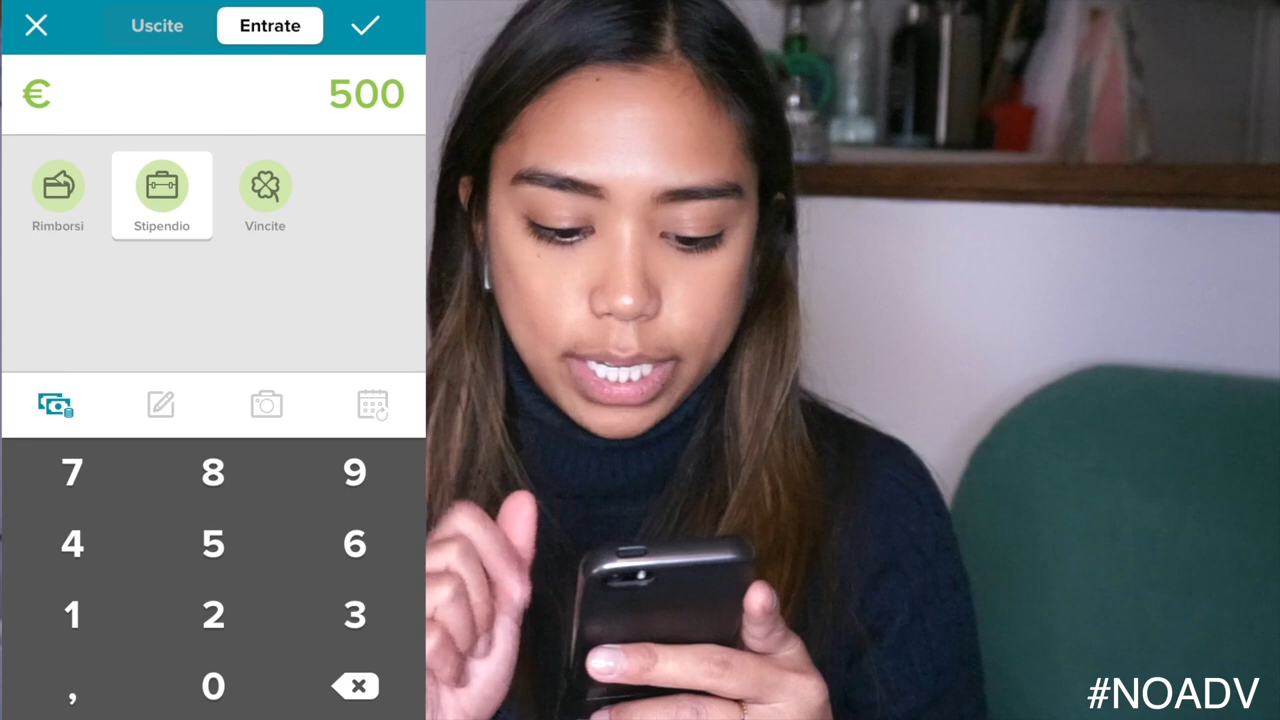 Uscite Entrate
€ 500
Rimborsi Stipendio Vincite
7 8 9
4 5 6
1 2 3
, 0
#NOADV